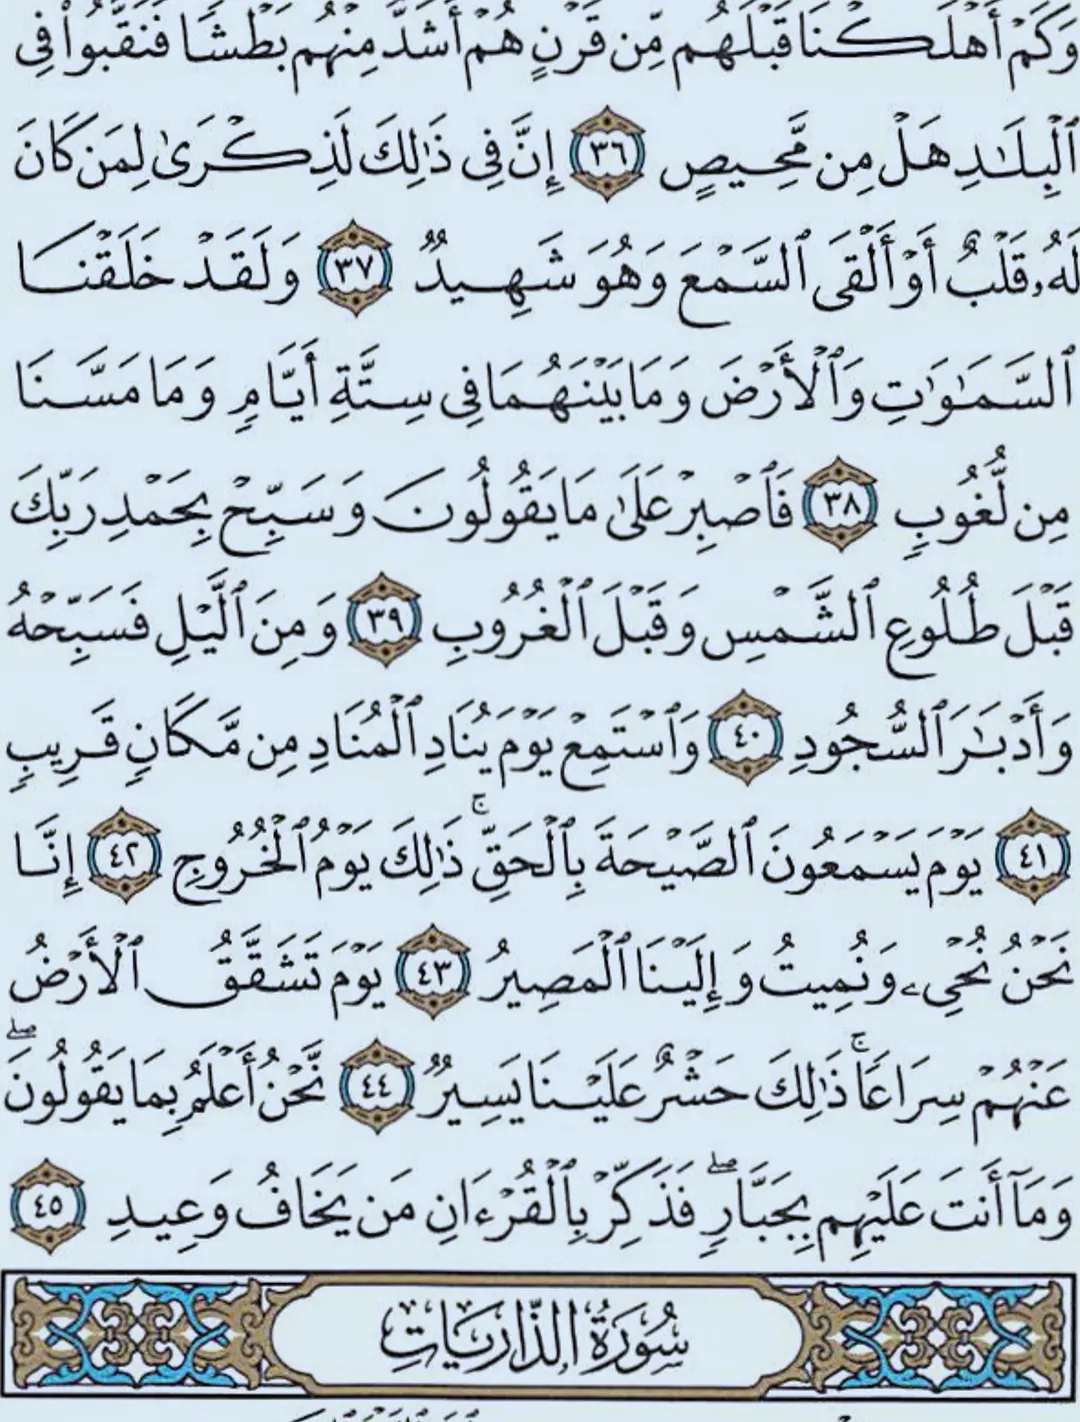 وَكَمْ أَهْلَكْنَا قَبْلَهُم مِّن قَرْنٍ هُمْ أَشَدُّ مِنْهُم بَطْشًا فَنَقَّبُوا۟ فِى
ٱلْبِلَـٰدِ هَلْ مِن مَّحِيصٍ ٣٦ إِنَّ فِى ذَٰلِكَ لَذِكْرَىٰ لِمَن كَانَ
لَهُۥ قَلْبٌ أَوْ أَلْقَى ٱلسَّمْعَ وَهُوَ شَهِيدٌ ٣٧ وَلَقَدْ خَلَقْنَا
ٱلسَّمَـٰوَٰتِ وَٱلْأَرْضَ وَمَا بَيْنَهُمَا فِى سِتَّةِ أَيَّامٍ وَمَا مَسَّنَا
مِن لُّغُوبٍ ٣٨ فَٱصْبِرْ عَلَىٰ مَا يَقُولُونَ وَسَبِّحْ بِحَمْدِ رَبِّكَ
قَبْلَ طُلُوعِ ٱلشَّمْسِ وَقَبْلَ ٱلْغُرُوبِ ٣٩ وَمِنَ ٱلَّيْلِ فَسَبِّحْهُ
وَأَدْبَـٰرَ ٱلسُّجُودِ ٤٠ وَٱسْتَمِعْ يَوْمَ يُنَادِ ٱلْمُنَادِ مِن مَّكَانٍ قَرِيبٍ
٤١ يَوْمَ يَسْمَعُونَ ٱلصَّيْحَةَ بِٱلْحَقِّ ۚ ذَٰلِكَ يَوْمُ ٱلْخُرُوجِ ٤٢ إِنَّا
نَحْنُ نُحْىِۦ وَنُمِيتُ وَإِلَيْنَا ٱلْمَصِيرُ ٤٣ يَوْمَ تَشَقَّقُ ٱلْأَرْضُ
عَنْهُمْ سِرَاعًا ۚ ذَٰلِكَ حَشْرٌ عَلَيْنَا يَسِيرٌ ٤٤ نَّحْنُ أَعْلَمُ بِمَا يَقُولُونَ ۖ
وَمَآ أَنتَ عَلَيْهِم بِجَبَّارٍ ۖ فَذَكِّرْ بِٱلْقُرْءَانِ مَن يَخَافُ وَعِيدِ ٤٥
سُورَةُ الذَّارِيَاتِ